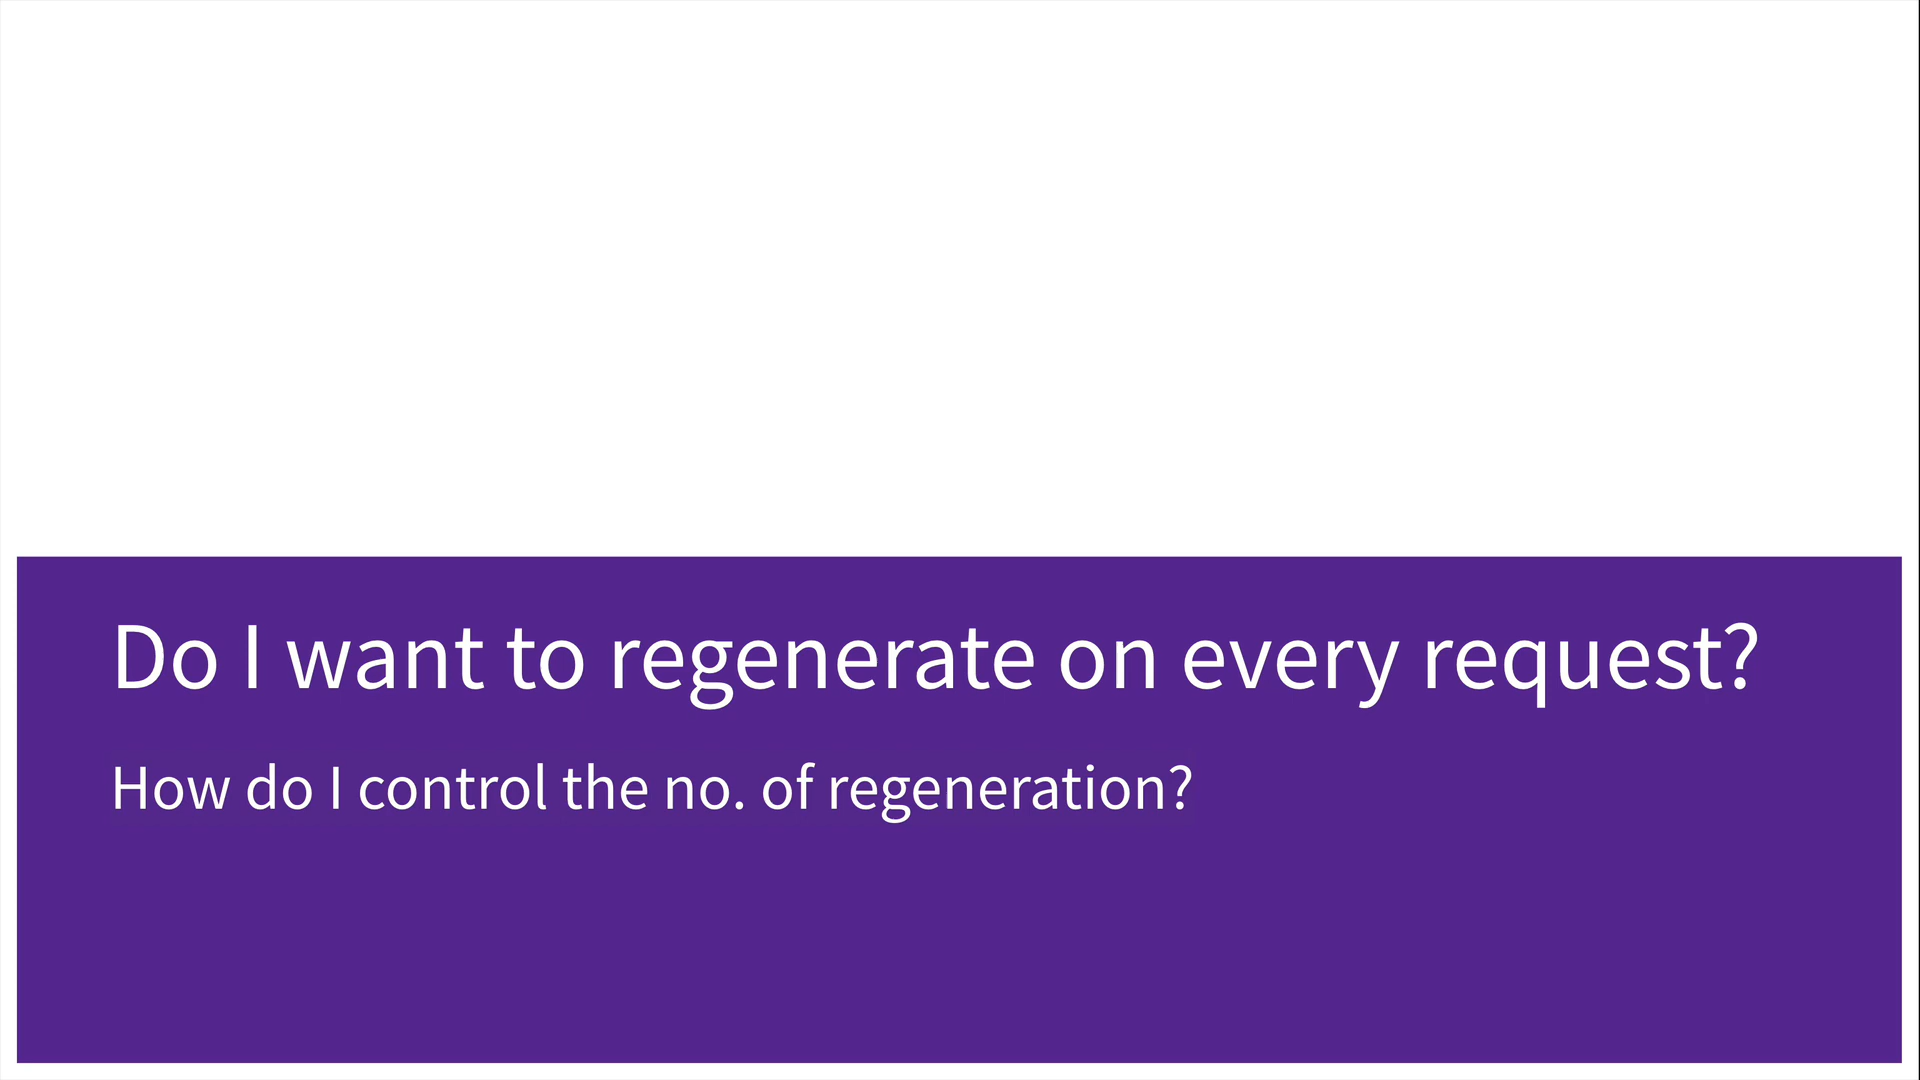 Do I want to regenerate on every request?
How do I control the no. of regeneration?